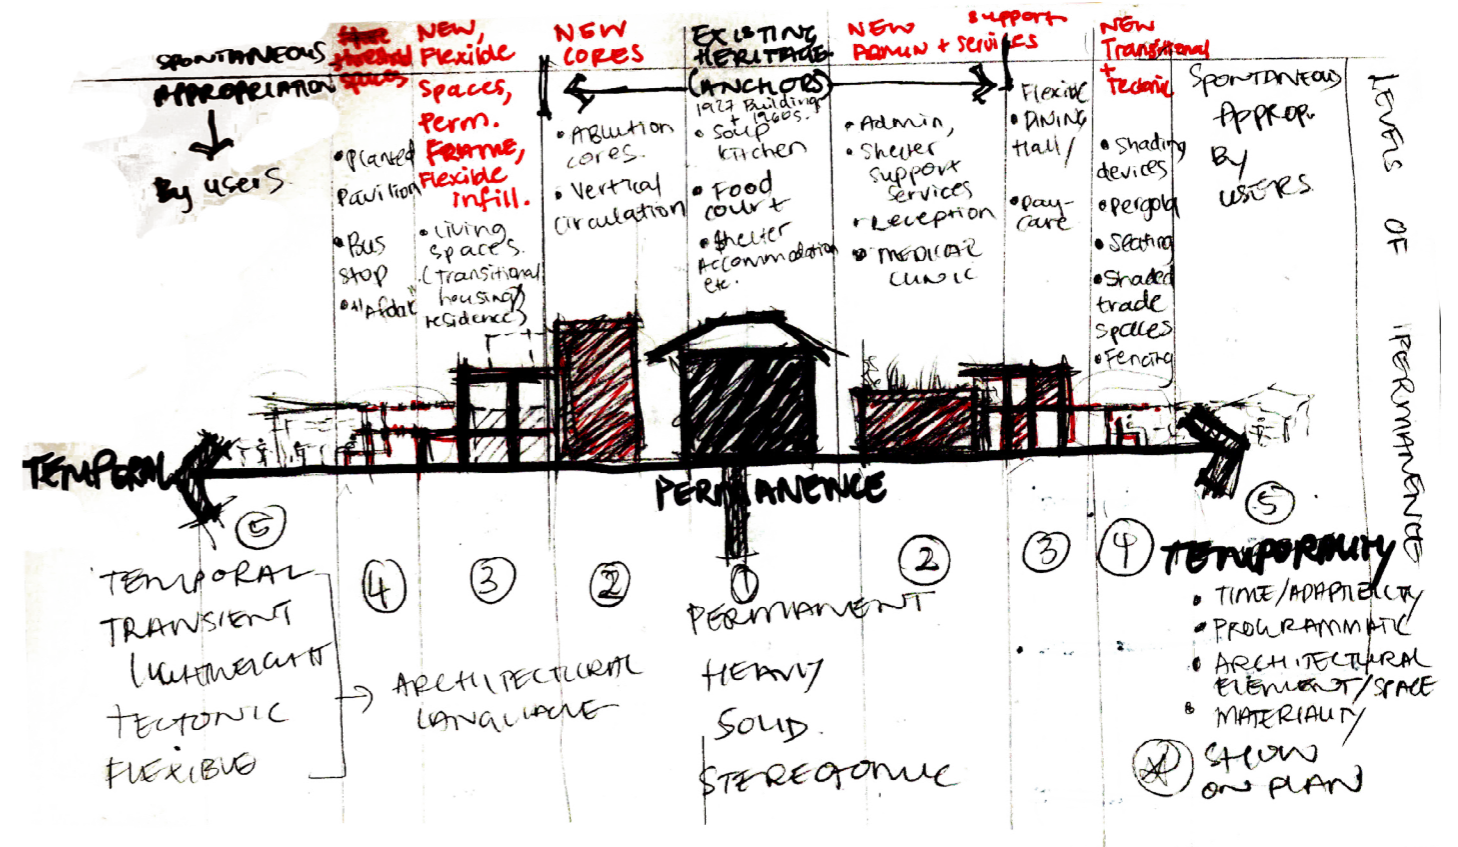 SPONTANEOUS
APPROPRIATION
By users
threshold
spaces
• Planted
Pavilion
• Bus
stop
NEW,
Flexible
Spaces,
Perm.
FRAME,
Flexible
infill.
• Living
spaces.
(Transitional
housing
residences)
NEW
CORES
• ABlution
cores.
• Vertical
circulation
EXISTING
HERITAGE
(ANCHORS)
1927 Building
+ 1960s.
• Soup
kitchen
• Food
court
• Shelter
Accommodation
etc.
NEW support
ADMIN + services
• Admin,
• Shelter
support
services
• Reception
• MEDICAL
CLINIC
Flexible
• DINING
Hall/
• Day-
care
NEW
Transitional
+
Tectonic
• Shading
devices
• pergola
• Seating
• Shaded
trade
spaces
• Fencing
SPONTANEOUS
APPROP.
By
USERS
LEVELS OF PERMANENCE
TEMPORAL
PERMANENCE
5
4
3
2
1
2
3
4
5
TEMPORAL
TRANSIENT
LIGHTWEIGHT
TECTONIC
FLEXIBLE
ARCHITECTURAL
LANGUAGE
PERMANENT
HEAVY
SOLID.
STEREOTOMIC
TEMPORALITY
• TIME/ADAPTIBILITY
• PROGRAMMATIC
• ARCHITECTURAL
ELEMENT/SPACE
• MATERIALITY
SHOW
ON PLAN